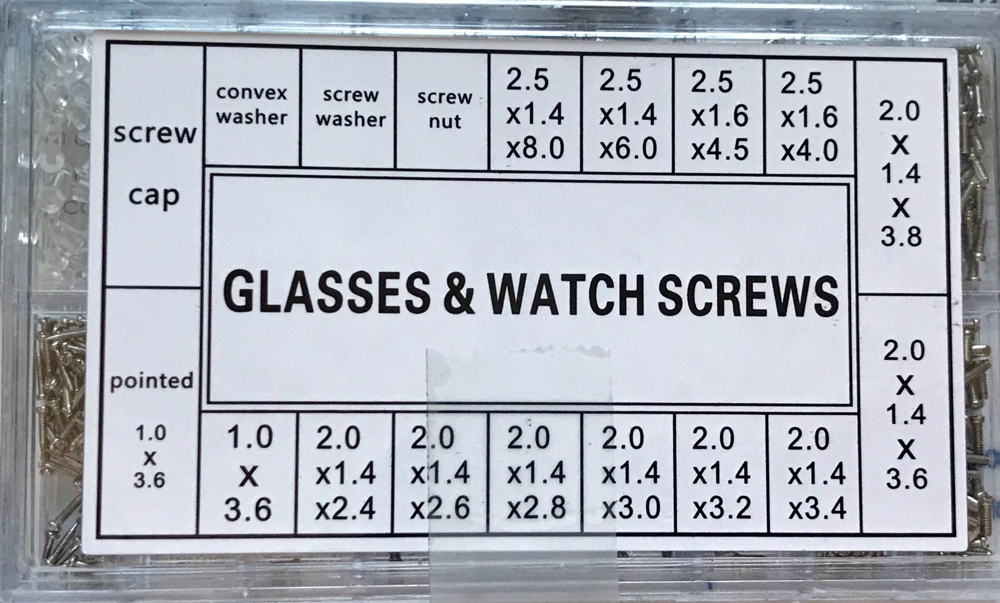 screw
cap
convex
washer
screw
washer
screw
nut
2.5
x1.4
x8.0
2.5
x1.4
x6.0
2.5
x1.6
x4.5
2.5
x1.6
x4.0
2.0
X
1.4
X
3.8
GLASSES & WATCH SCREWS
pointed
1.0
X
3.6
1.0
X
3.6
2.0
x1.4
x2.4
2.0
x1.4
x2.6
2.0
x1.4
x2.8
2.0
x1.4
x3.0
2.0
x1.4
x3.2
2.0
x1.4
x3.4
2.0
X
1.4
X
3.6